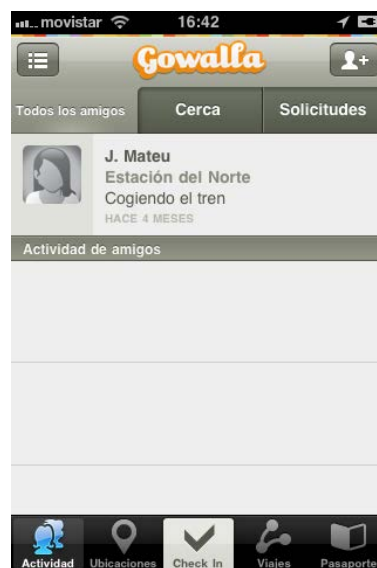 movistar 16:42
Gowalla
Todos los amigos Cerca Solicitudes
J. Mateu
Estación del Norte
Cogiendo el tren
HACE 4 MESES
Actividad de amigos
Actividad Ubicaciones Check In Viajes Pasaporte